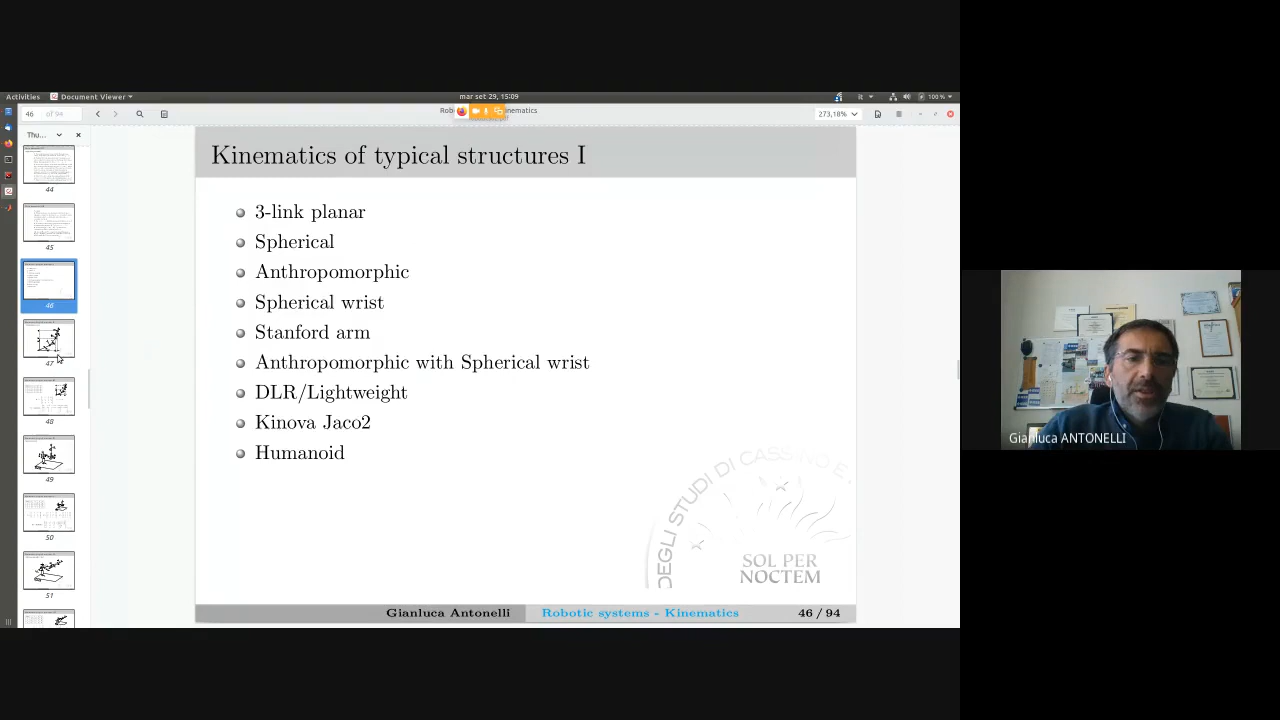 Activities
Document Viewer
mar set 29, 15:09
100 %
46
of 94
Rob
nematics
273,18%
Thu...
44
45
46
47
48
49
50
51
Kinematics of typical structures I
3-link planar
Spherical
Anthropomorphic
Spherical wrist
Stanford arm
Anthropomorphic with Spherical wrist
DLR/Lightweight
Kinova Jaco2
Humanoid
DEGLI STUDI DI CASSINO E
SOL PER
NOCTEM
Gianluca Antonelli
Robotic systems - Kinematics
46 / 94
Gianluca ANTONELLI